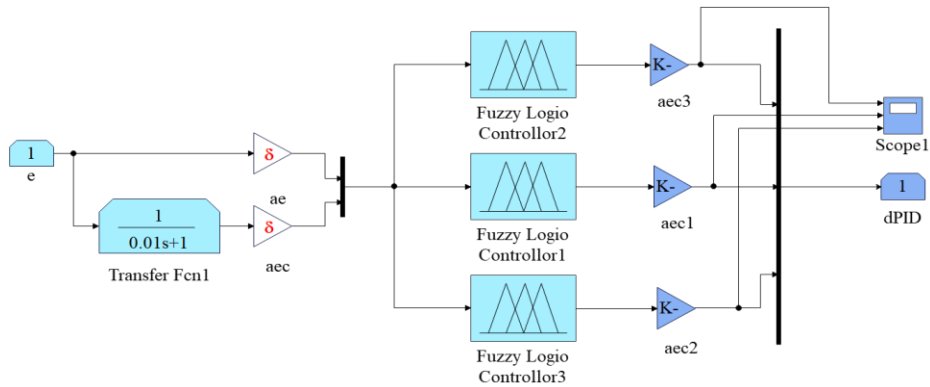 K-
aec3
Fuzzy Logio
Controllor2
Scope1
1
e
δ
ae
K-
aec1
1
dPID
Fuzzy Logio
Controllor1
1
0.01s+1
Transfer Fcn1
δ
aec
K-
aec2
Fuzzy Logio
Controllor3